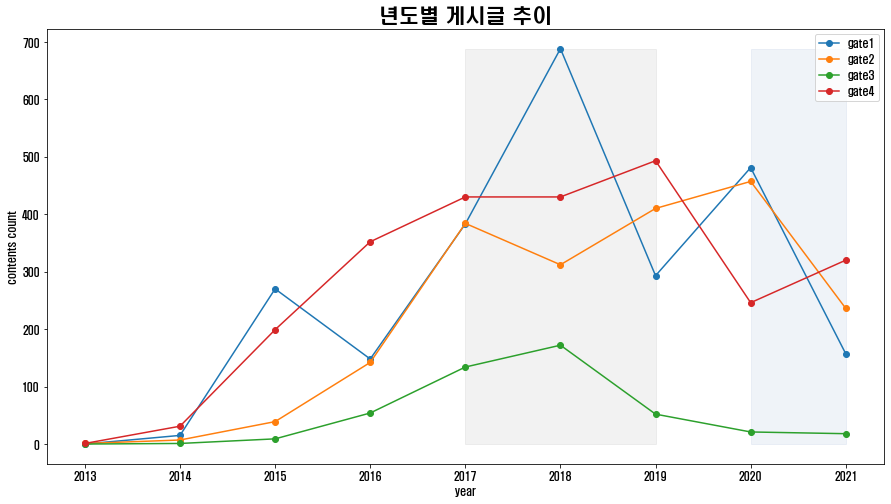 년도별 게시글 추이
gate1
gate2
gate3
gate4
700
600
500
400
300
200
100
0
contents count
2013 2014 2015 2016 2017 2018 2019 2020 2021
year